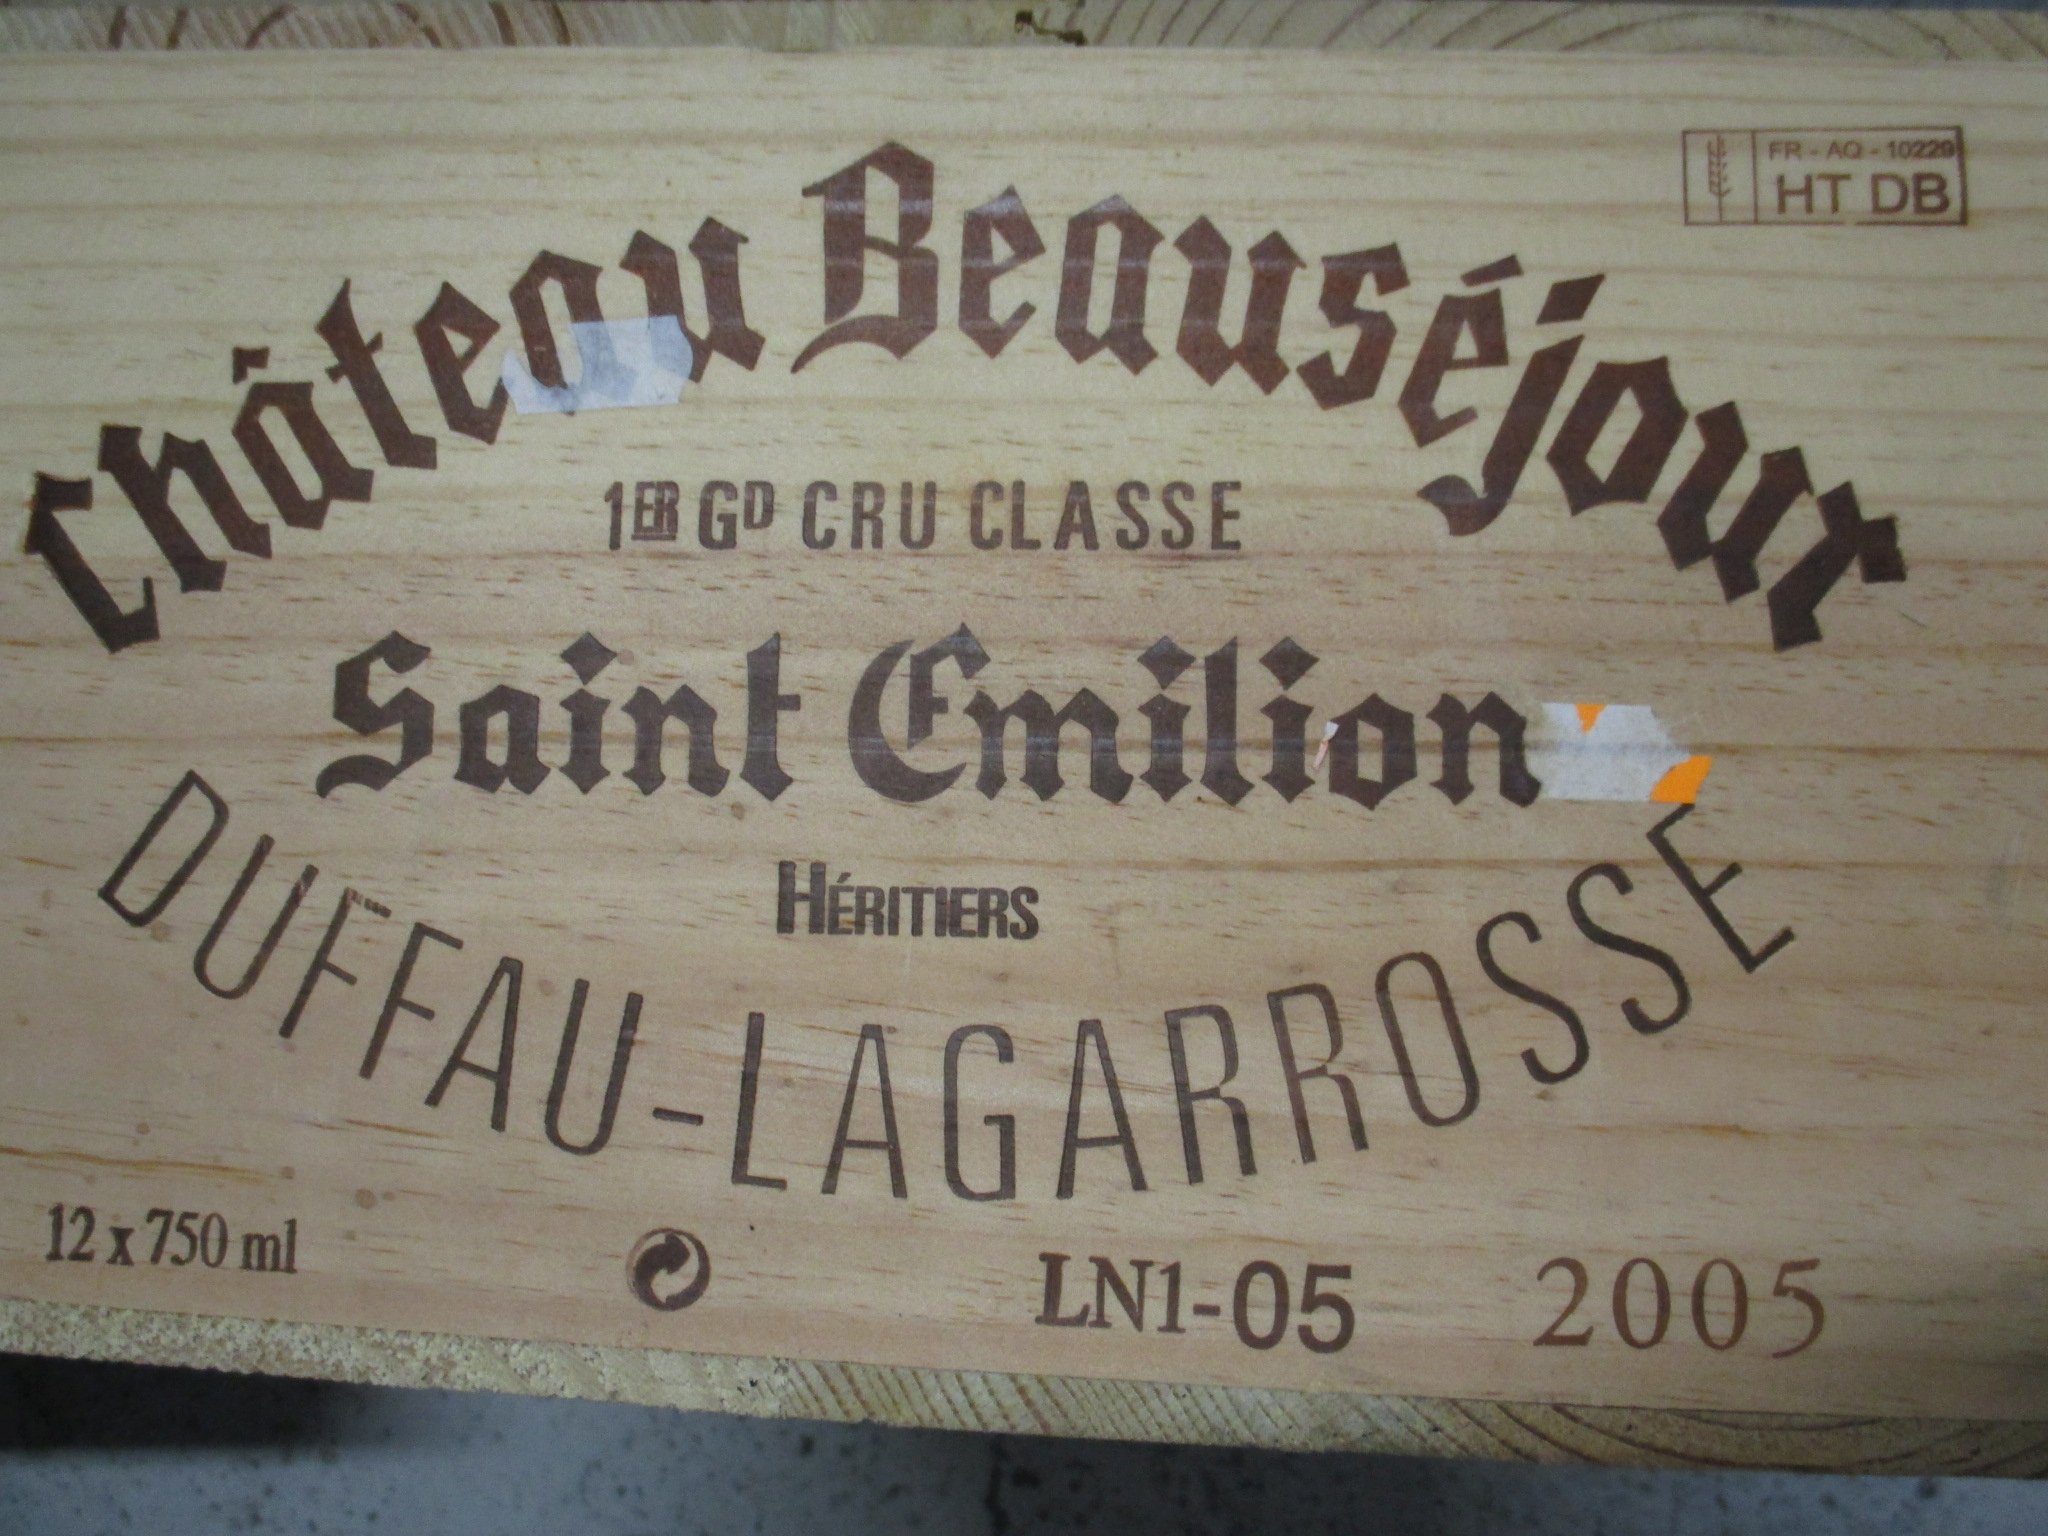 FR - AQ - 10229
HT DB
Château Beauséjour
1ER GD CRU CLASSE
Saint Emilion
HÉRITIERS
DUFFAU-LAGARROSSE
12 x 750 ml
LN1-05
2005